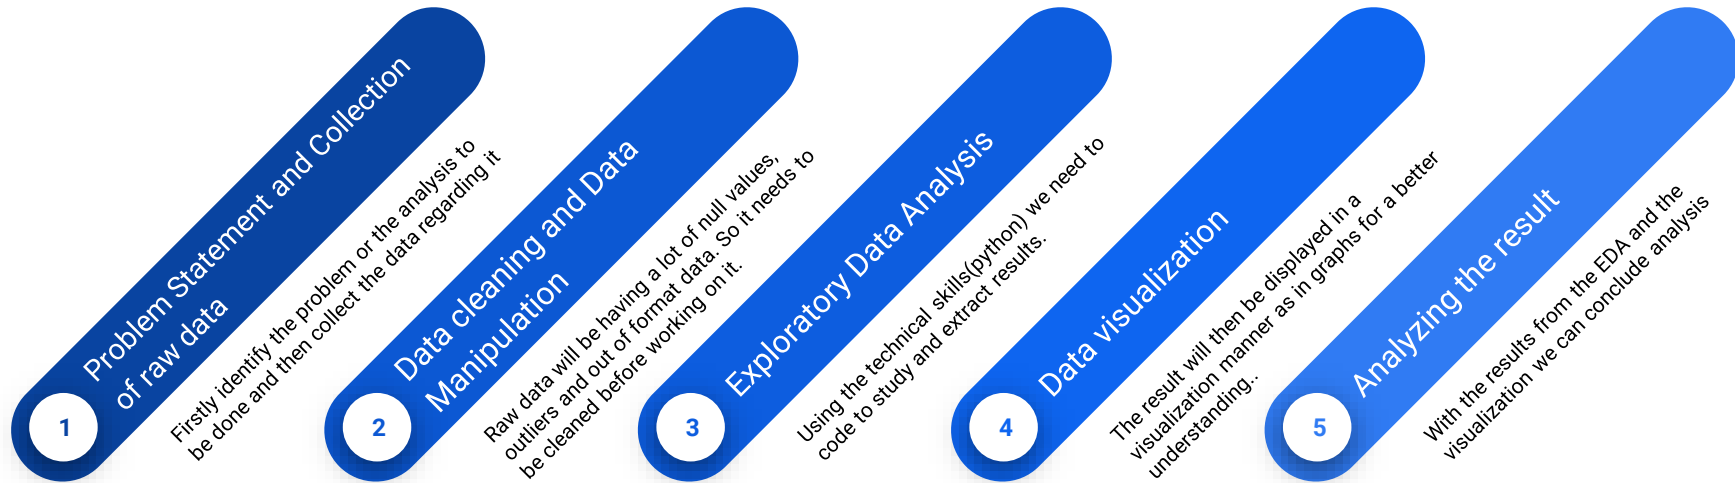 1
Problem Statement and Collection
of raw data
Firstly identify the problem or the analysis to
be done and then collect the data regarding it
2
Data cleaning and Data
Manipulation
Raw data will be having a lot of null values,
outliers and out of format data. So it needs to
be cleaned before working on it.
3
Exploratory Data Analysis
Using the technical skills(python) we need to
code to study and extract results.
4
Data visualization
The result will then be displayed in a
visualization manner as in graphs for a better
understanding..
5
Analyzing the result
With the results from the EDA and the
visualization we can conclude analysis